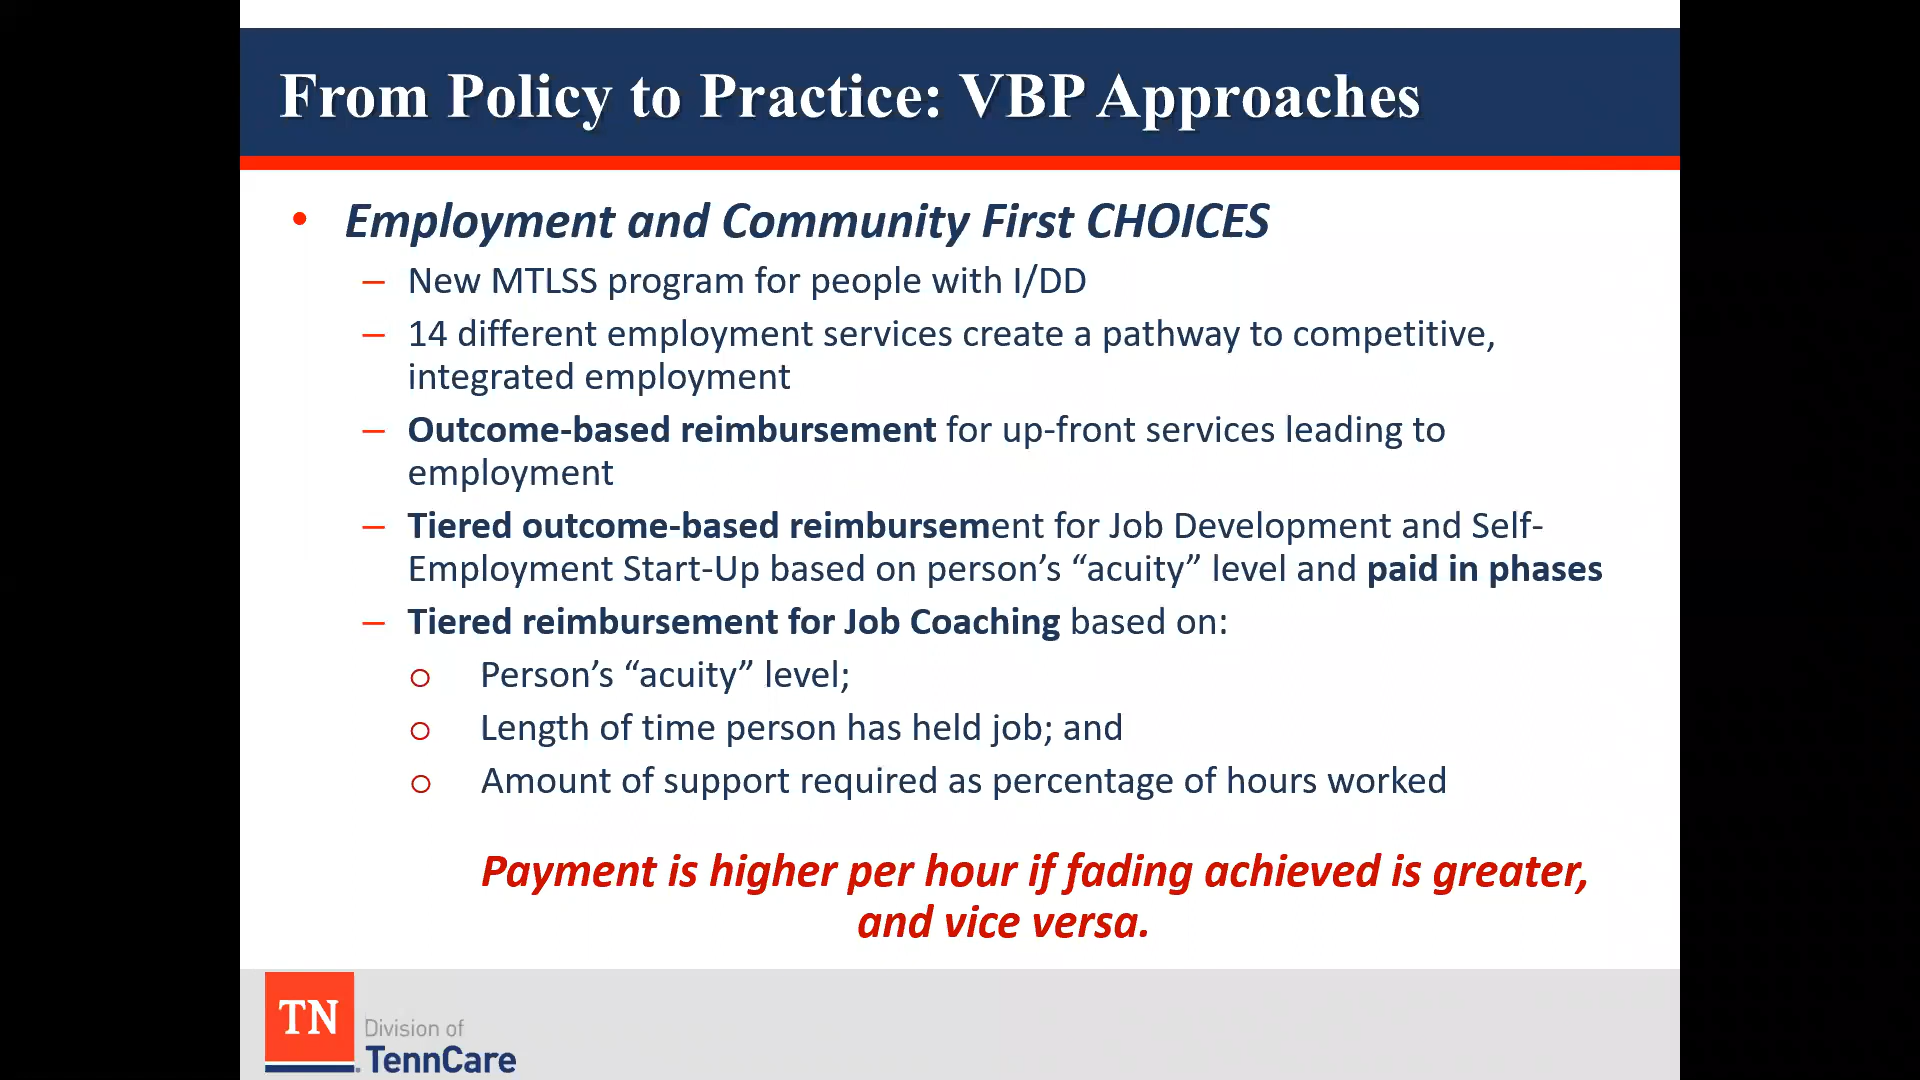 From Policy to Practice: VBP Approaches
• Employment and Community First CHOICES
– New MTLSS program for people with I/DD
– 14 different employment services create a pathway to competitive,
integrated employment
– Outcome-based reimbursement for up-front services leading to
employment
– Tiered outcome-based reimbursement for Job Development and Self-
Employment Start-Up based on person’s “acuity” level and paid in phases
– Tiered reimbursement for Job Coaching based on:
o Person’s “acuity” level;
o Length of time person has held job; and
o Amount of support required as percentage of hours worked
Payment is higher per hour if fading achieved is greater,
and vice versa.
TN
Division of
TennCare